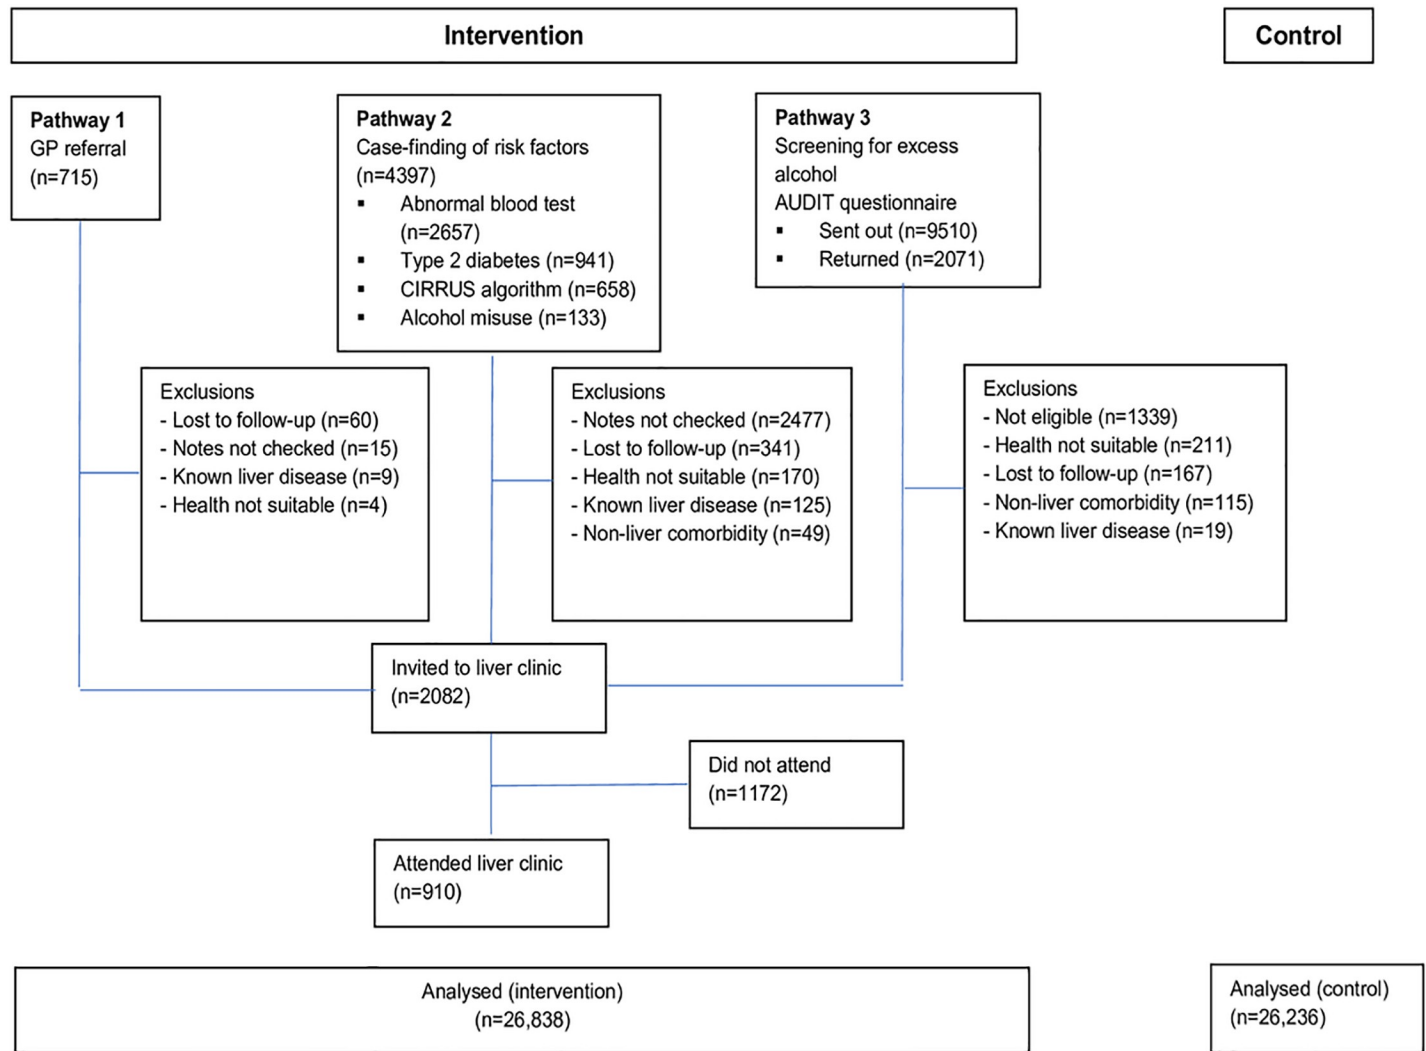 Intervention
Control
Pathway 1
GP referral
(n=715)
Pathway 2
Case-finding of risk factors
(n=4397)
▪ Abnormal blood test
(n=2657)
▪ Type 2 diabetes (n=941)
▪ CIRRUS algorithm (n=658)
▪ Alcohol misuse (n=133)
Pathway 3
Screening for excess
alcohol
AUDIT questionnaire
▪ Sent out (n=9510)
▪ Returned (n=2071)
Exclusions
- Lost to follow-up (n=60)
- Notes not checked (n=15)
- Known liver disease (n=9)
- Health not suitable (n=4)
Exclusions
- Notes not checked (n=2477)
- Lost to follow-up (n=341)
- Health not suitable (n=170)
- Known liver disease (n=125)
- Non-liver comorbidity (n=49)
Exclusions
- Not eligible (n=1339)
- Health not suitable (n=211)
- Lost to follow-up (n=167)
- Non-liver comorbidity (n=115)
- Known liver disease (n=19)
Invited to liver clinic
(n=2082)
Did not attend
(n=1172)
Attended liver clinic
(n=910)
Analysed (intervention)
(n=26,838)
Analysed (control)
(n=26,236)